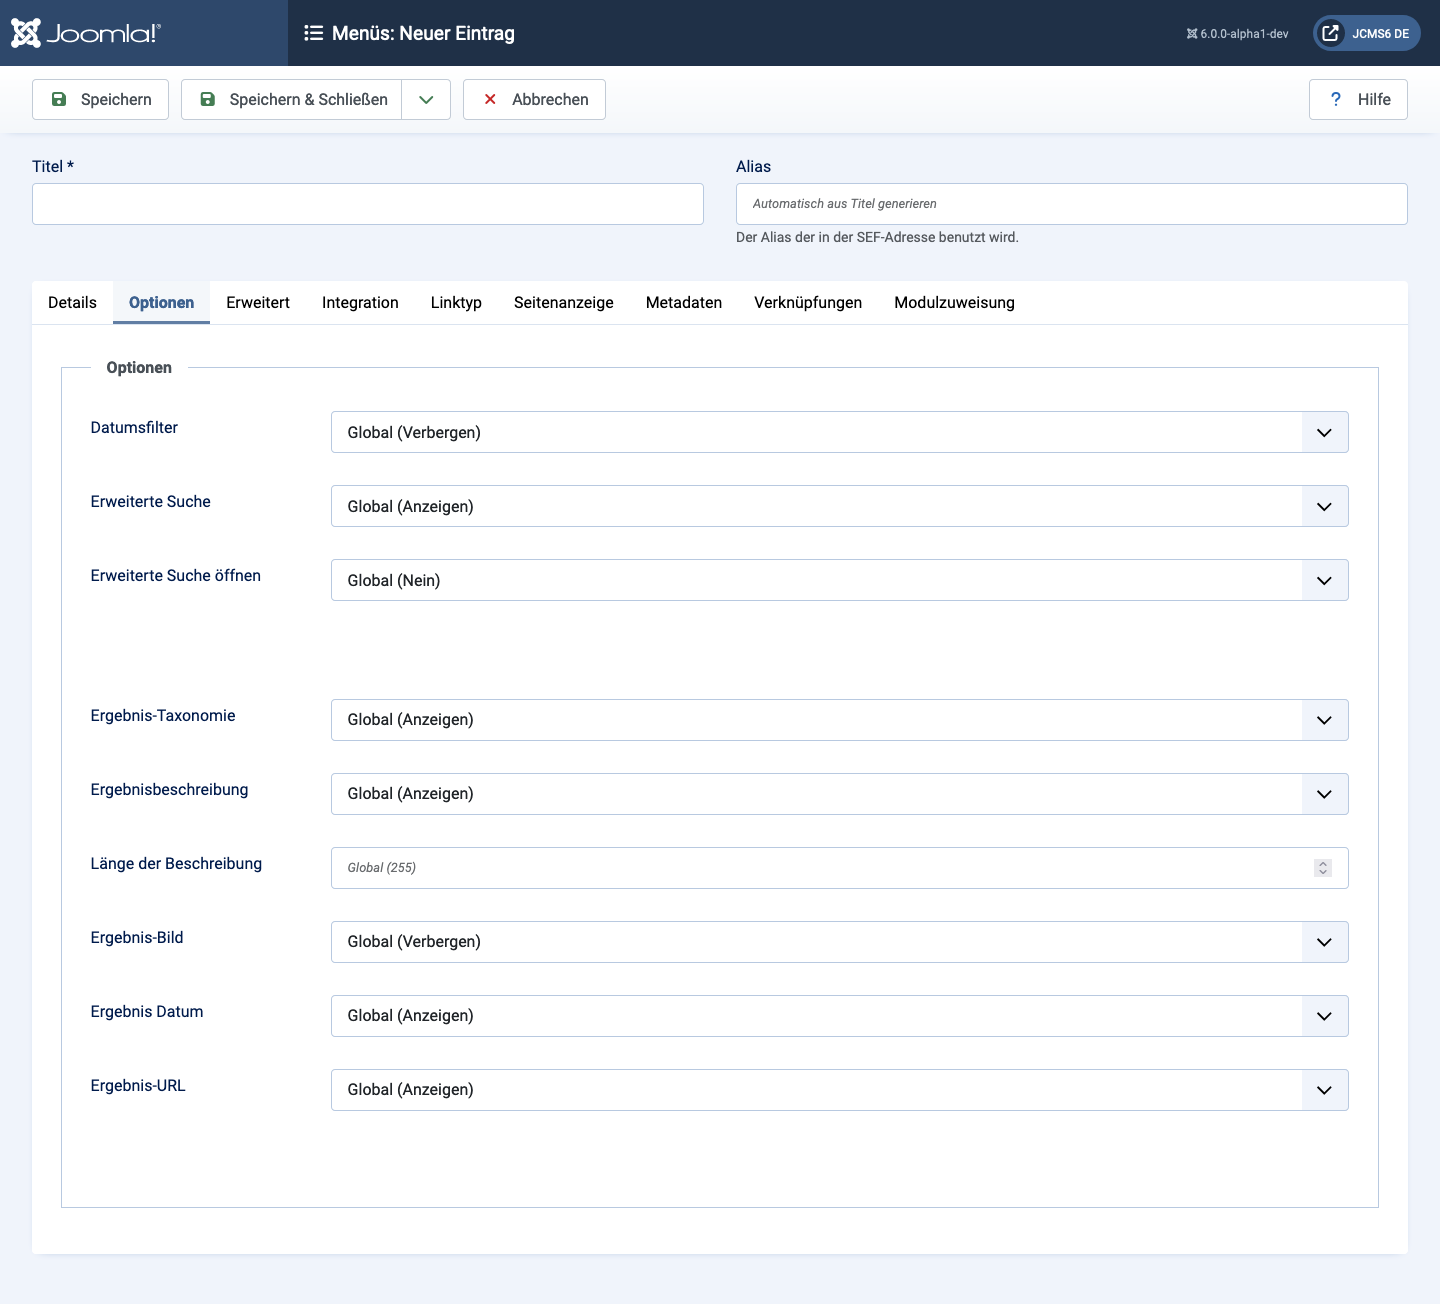 Joomla!®
Menüs: Neuer Eintrag
6.0.0-alpha1-dev
JCMS6 DE
Speichern
Speichern & Schließen
Abbrechen
? Hilfe
Titel *
Alias
Automatisch aus Titel generieren
Der Alias der in der SEF-Adresse benutzt wird.
Details Optionen Erweitert Integration Linktyp Seitenanzeige Metadaten Verknüpfungen Modulzuweisung
Optionen
Datumsfilter
Global (Verbergen)
Erweiterte Suche
Global (Anzeigen)
Erweiterte Suche öffnen
Global (Nein)
Ergebnis-Taxonomie
Global (Anzeigen)
Ergebnisbeschreibung
Global (Anzeigen)
Länge der Beschreibung
Global (255)
Ergebnis-Bild
Global (Verbergen)
Ergebnis Datum
Global (Anzeigen)
Ergebnis-URL
Global (Anzeigen)